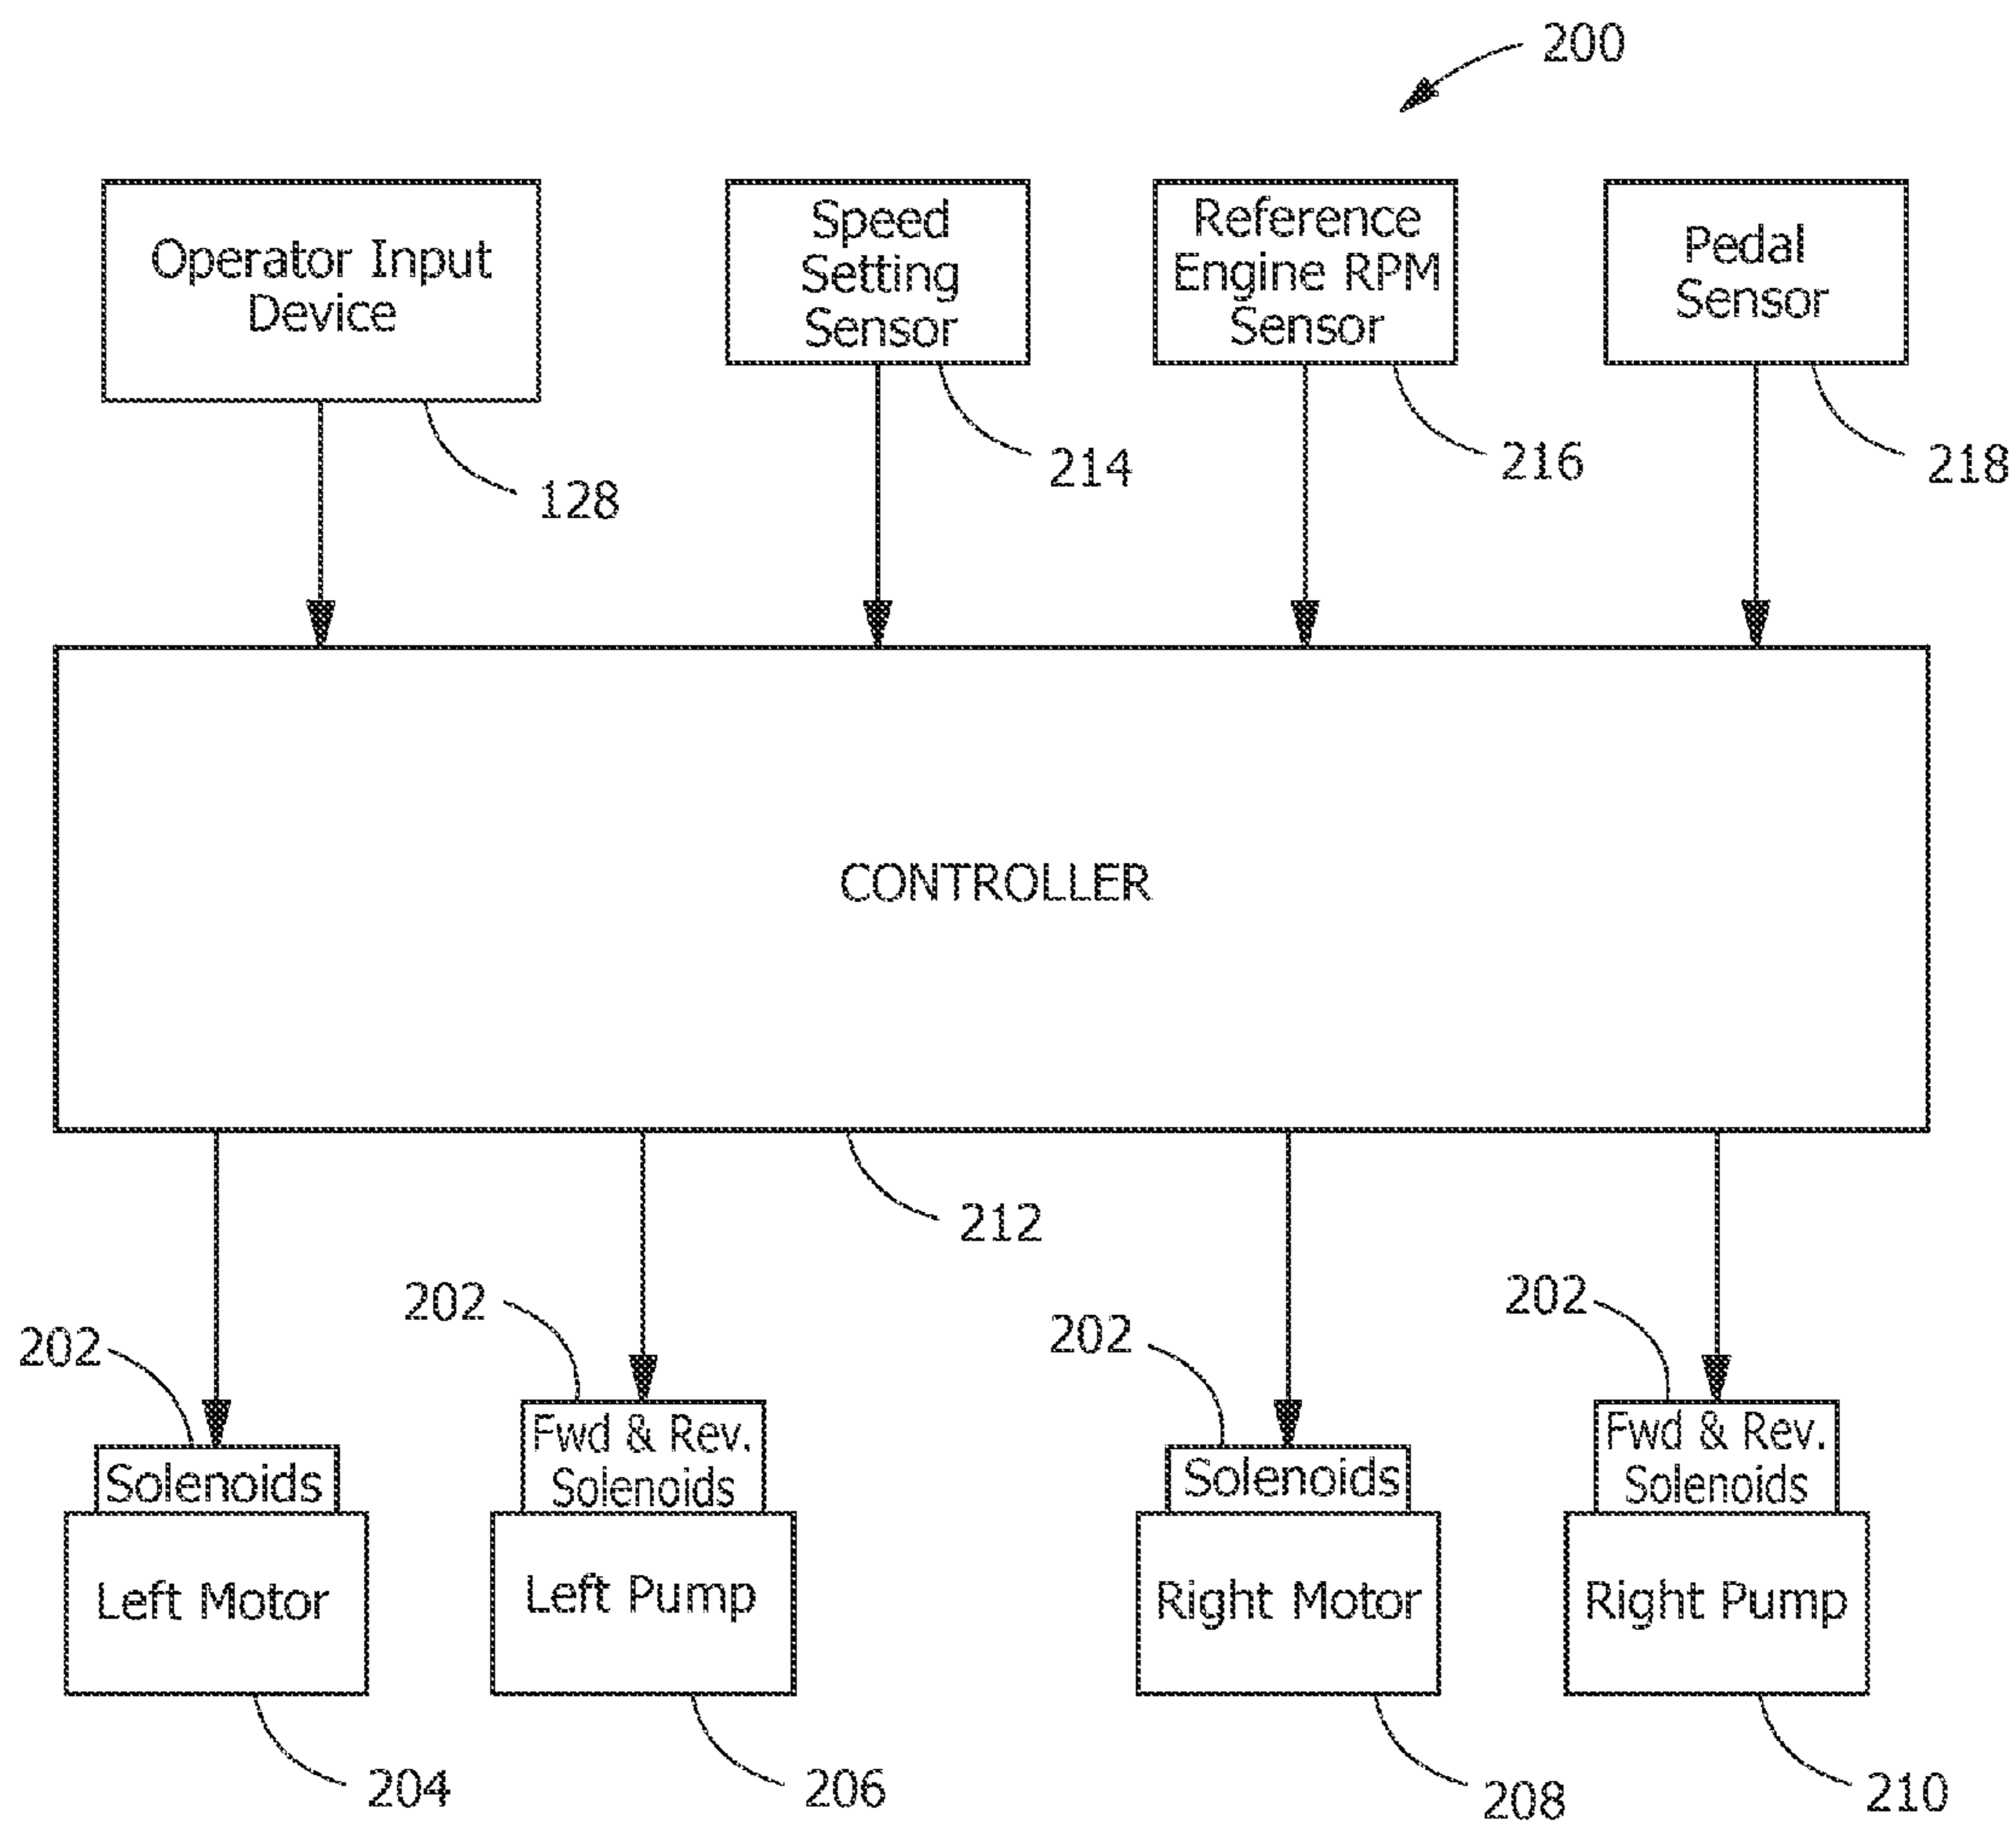 200
Operator Input
Device
128
Speed
Setting
Sensor
214
Reference
Engine RPM
Sensor
216
Pedal
Sensor
218
CONTROLLER
212
202
Solenoids
Left Motor
204
202
Fwd & Rev.
Solenoids
Left Pump
206
202
Solenoids
Right Motor
208
202
Fwd & Rev.
Solenoids
Right Pump
210